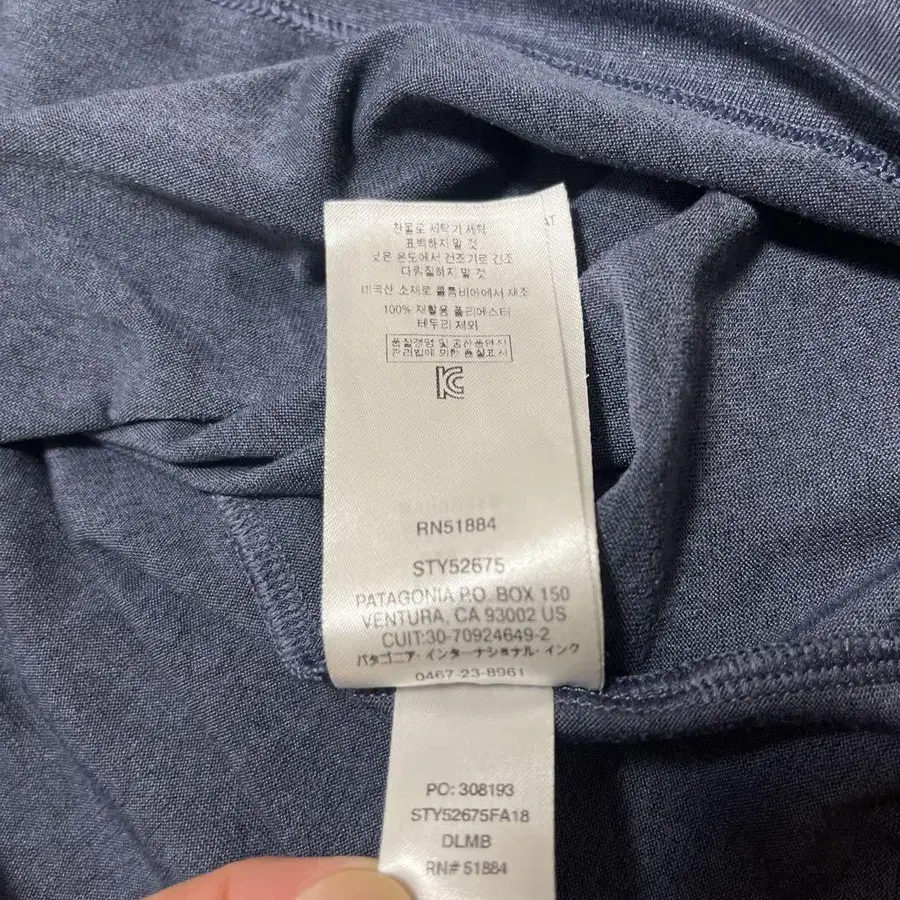 찬물로 세탁기 세탁
표백하지 말 것
낮은 온도에서 건조기로 건조
다림질하지 말 것
미국산 소재로 콜롬비아에서 제조
100% 재활용 폴리에스터
테두리 제외
품질경영 및 공산품안전
관리법에 의한 품질표시
KC
RN51884
STY52675
PATAGONIA P.O. BOX 150
VENTURA, CA 93002 US
CUIT:30-70924649-2
パタゴニア・インターナショナル・インク
0467-23-8961
PO: 308193
STY52675FA18
DLMB
RN# 51884